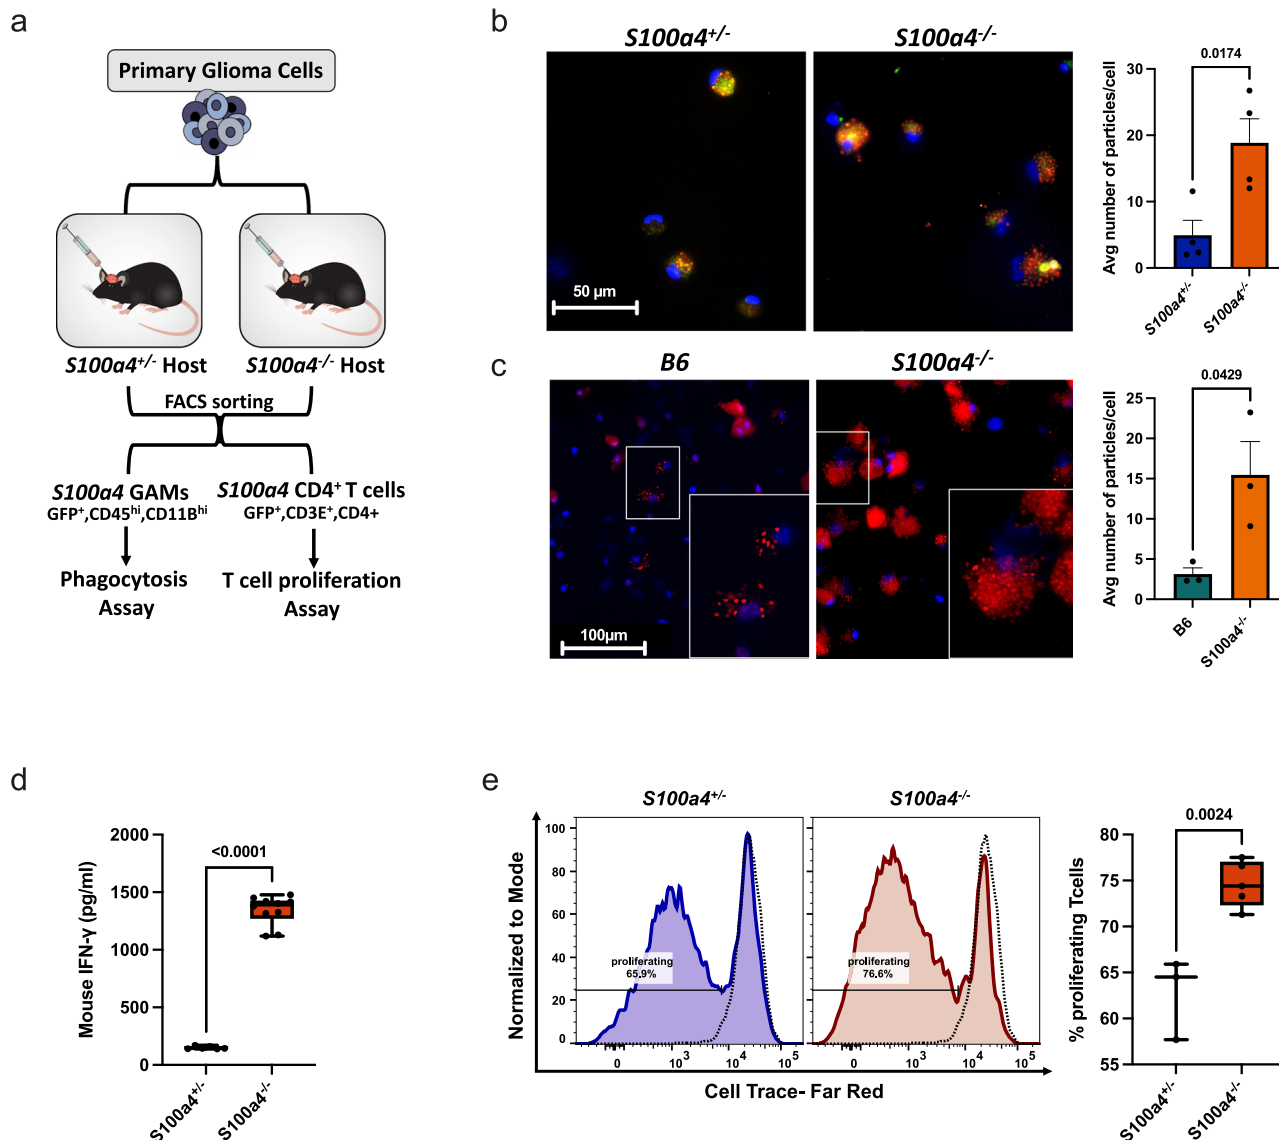 a
Primary Glioma Cells
S100a4+/- Host
S100a4-/- Host
FACS sorting
S100a4 GAMs
GFP+,CD45hi,CD11Bhi
S100a4 CD4+ T cells
GFP+,CD3E+,CD4+
Phagocytosis
Assay
T cell proliferation
Assay
b
S100a4+/-
S100a4-/-
50 µm
0.0174
Avg number of particles/cell
30
20
10
0
S100a4+/-
S100a4-/-
c
B6
S100a4-/-
100µm
0.0429
Avg number of particles/cell
25
20
15
10
5
0
B6
S100a4-/-
d
Mouse IFN-γ (pg/ml)
2000
1500
1000
500
0
<0.0001
S100a4+/-
S100a4-/-
e
S100a4+/-
S100a4-/-
Normalized to Mode
100
80
60
40
20
0
proliferating
65,9%
proliferating
76,6%
0
10³
10⁴
10⁵
0
10³
10⁴
10⁵
Cell Trace- Far Red
0.0024
% proliferating Tcells
80
75
70
65
60
55
S100a4+/-
S100a4-/-